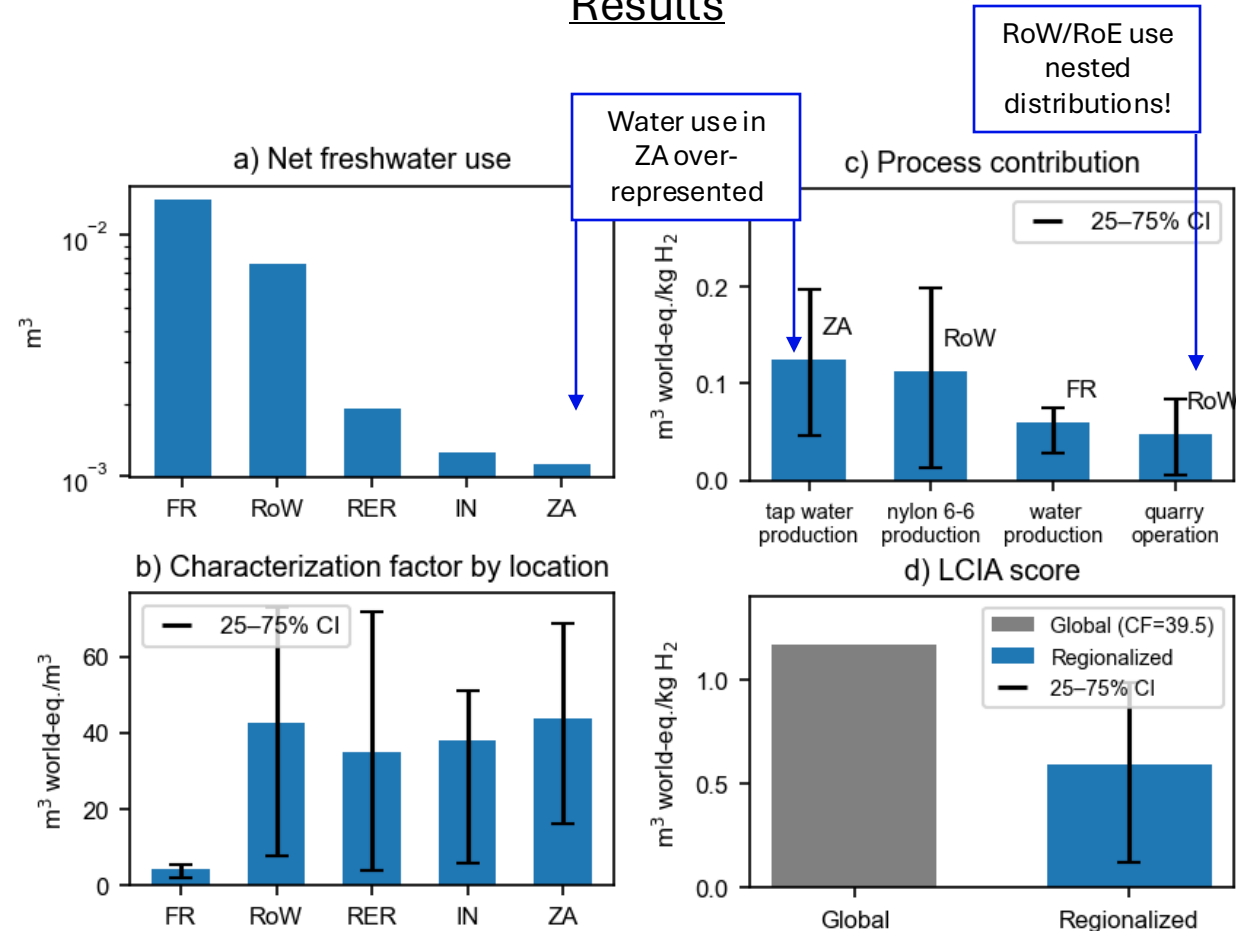 Results
RoW/RoE use
nested
distributions!
Water use in
ZA over-
represented
a) Net freshwater use
m³
10⁻²
10⁻³
FR
RoW
RER
IN
ZA
c) Process contribution
25–75% CI
m³ world-eq./kg H₂
0.2
0.1
0.0
ZA
RoW
FR
RoW
tap water
production
nylon 6-6
production
water
production
quarry
operation
b) Characterization factor by location
25–75% CI
m³ world-eq./m³
60
40
20
0
FR
RoW
RER
IN
ZA
d) LCIA score
Global (CF=39.5)
Regionalized
25–75% CI
m³ world-eq./kg H₂
1.0
0.5
0.0
Global
Regionalized